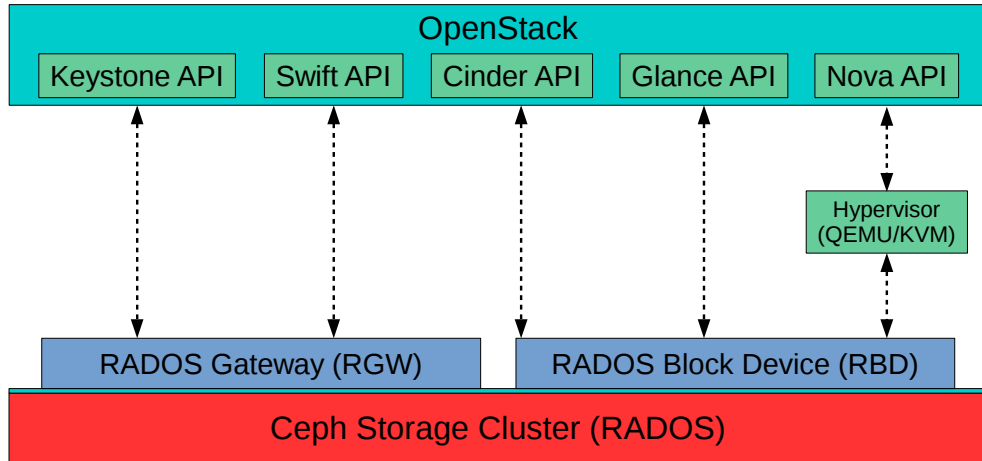 OpenStack
Keystone API
Swift API
Cinder API
Glance API
Nova API
Hypervisor
(QEMU/KVM)
RADOS Gateway (RGW)
RADOS Block Device (RBD)
Ceph Storage Cluster (RADOS)